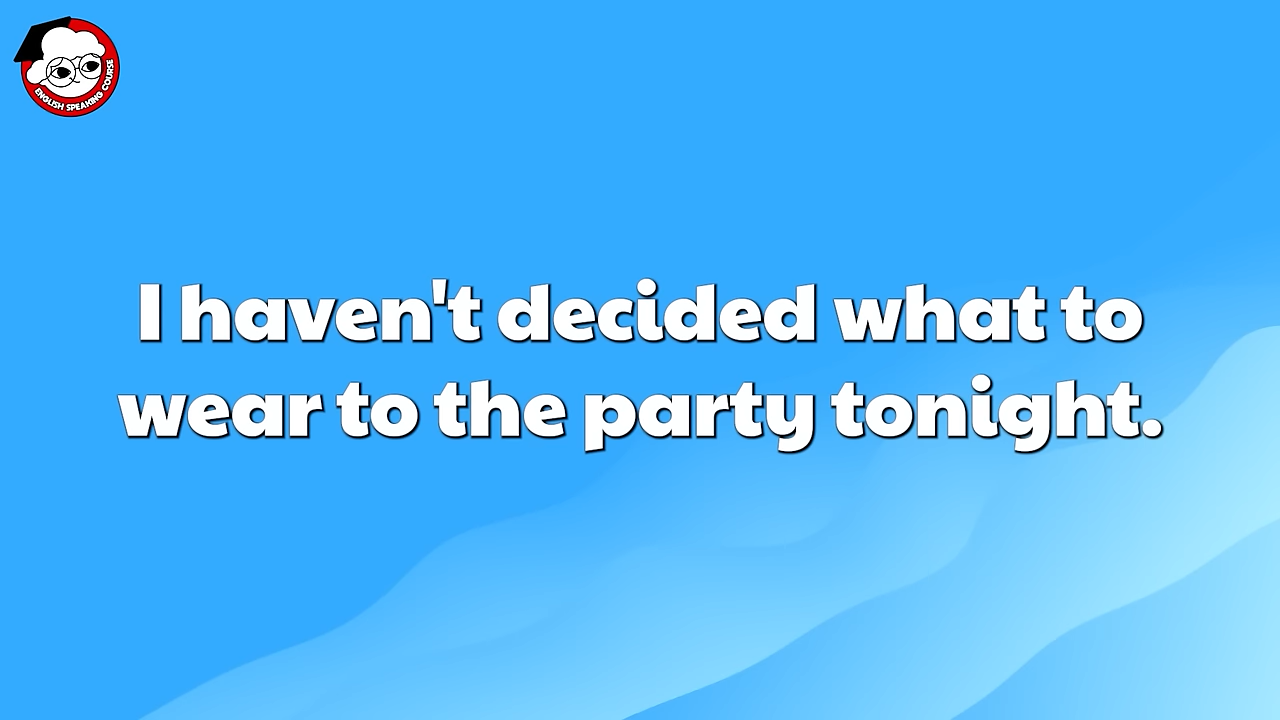 ENGLISH SPEAKING COURSE
I haven't decided what to
wear to the party tonight.